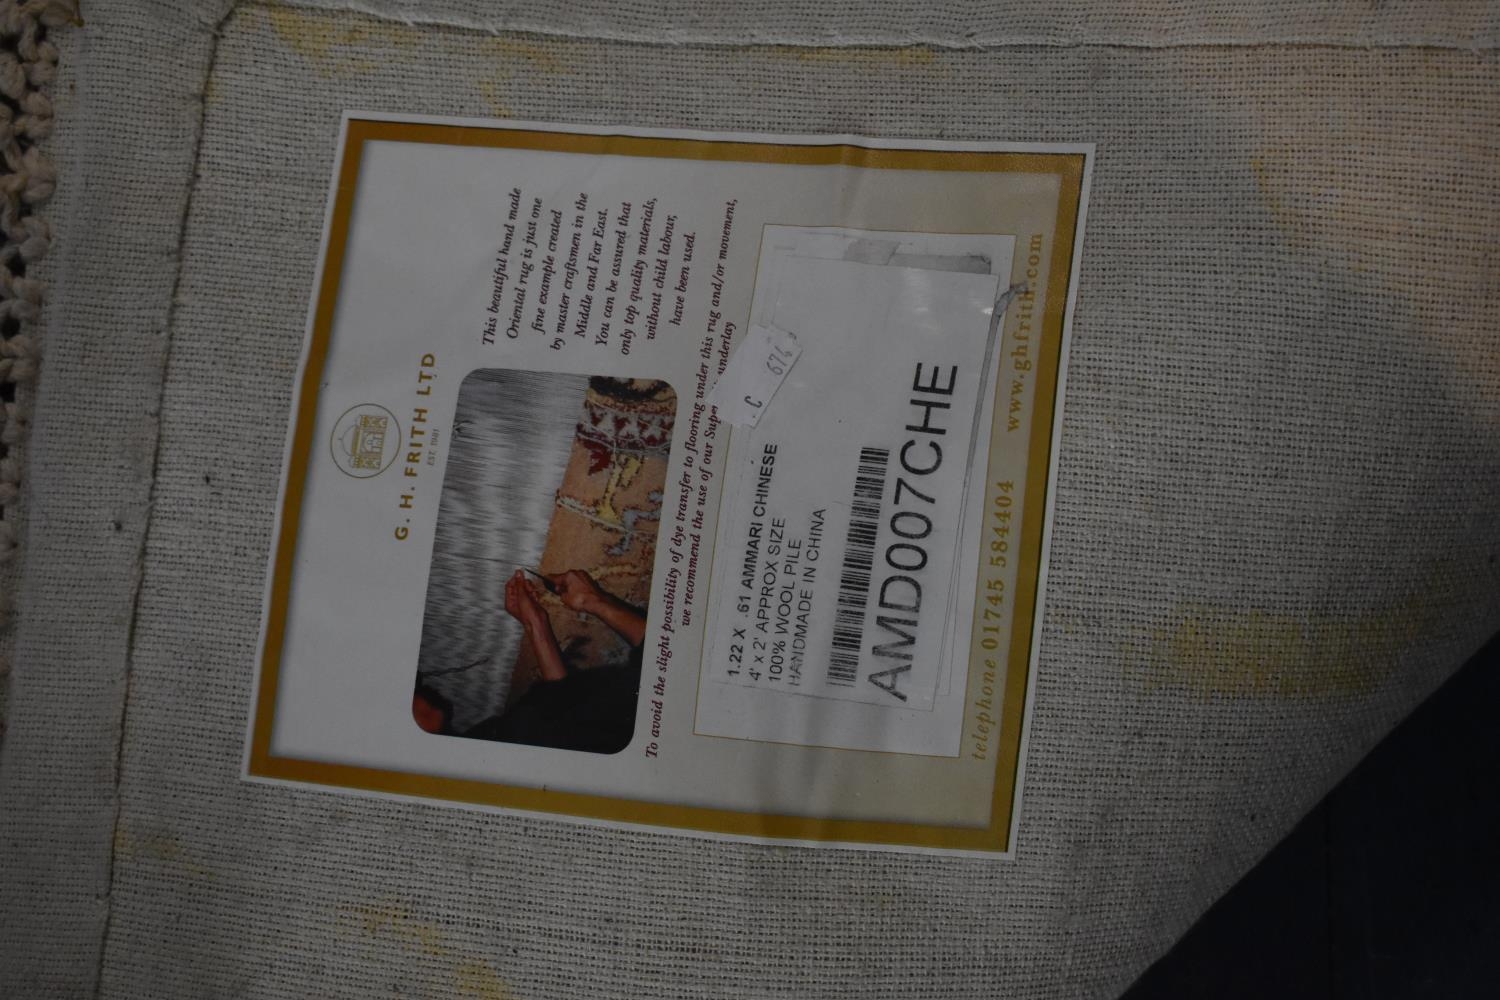 G. H. FRITH LTD
EST. 1981
This beautiful hand made
Oriental rug is just one
fine example created
by master craftsmen in the
Middle and Far East.
You can be assured that
only top quality materials,
without child labour,
have been used.
To avoid the slight possibility of dye transfer to flooring under this rug and/or movement,
we recommend the use of our underlay
C 674
1.22 X .61 AMMARI CHINESE
4' x 2' APPROX SIZE
100% WOOL PILE
HANDMADE IN CHINA
AMD007CHE
telephone 01745 584404 www.ghfrith.com